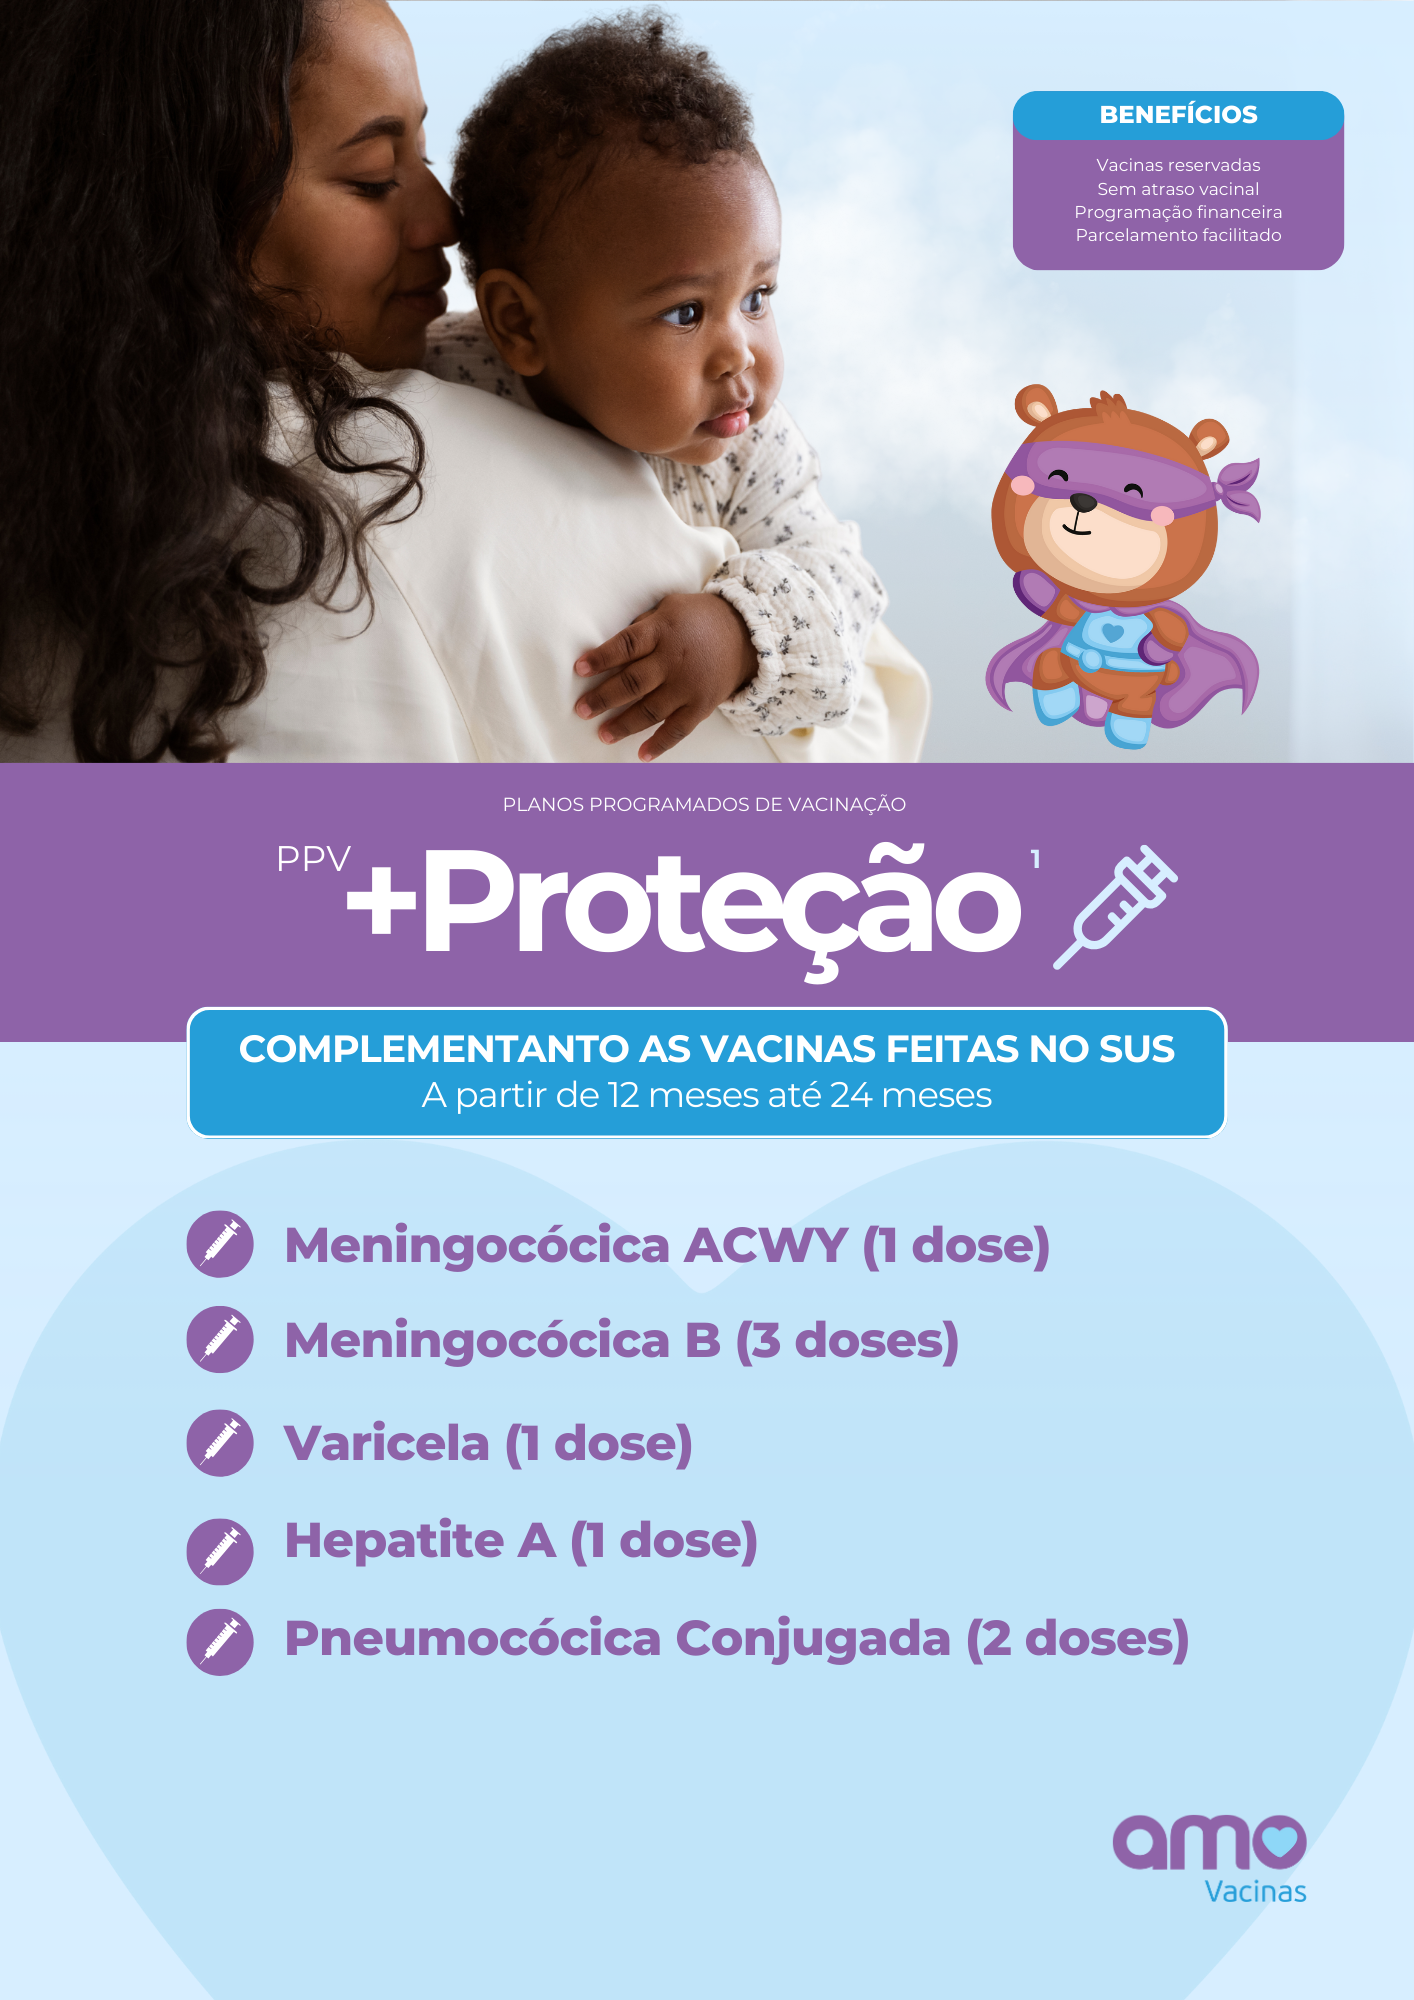 BENEFÍCIOS
Vacinas reservadas
Sem atraso vacinal
Programação financeira
Parcelamento facilitado
PLANOS PROGRAMADOS DE VACINAÇÃO
PPV +Proteção 1
COMPLEMENTANTO AS VACINAS FEITAS NO SUS
A partir de 12 meses até 24 meses
Meningocócica ACWY (1 dose)
Meningocócica B (3 doses)
Varicela (1 dose)
Hepatite A (1 dose)
Pneumocócica Conjugada (2 doses)
amo
Vacinas